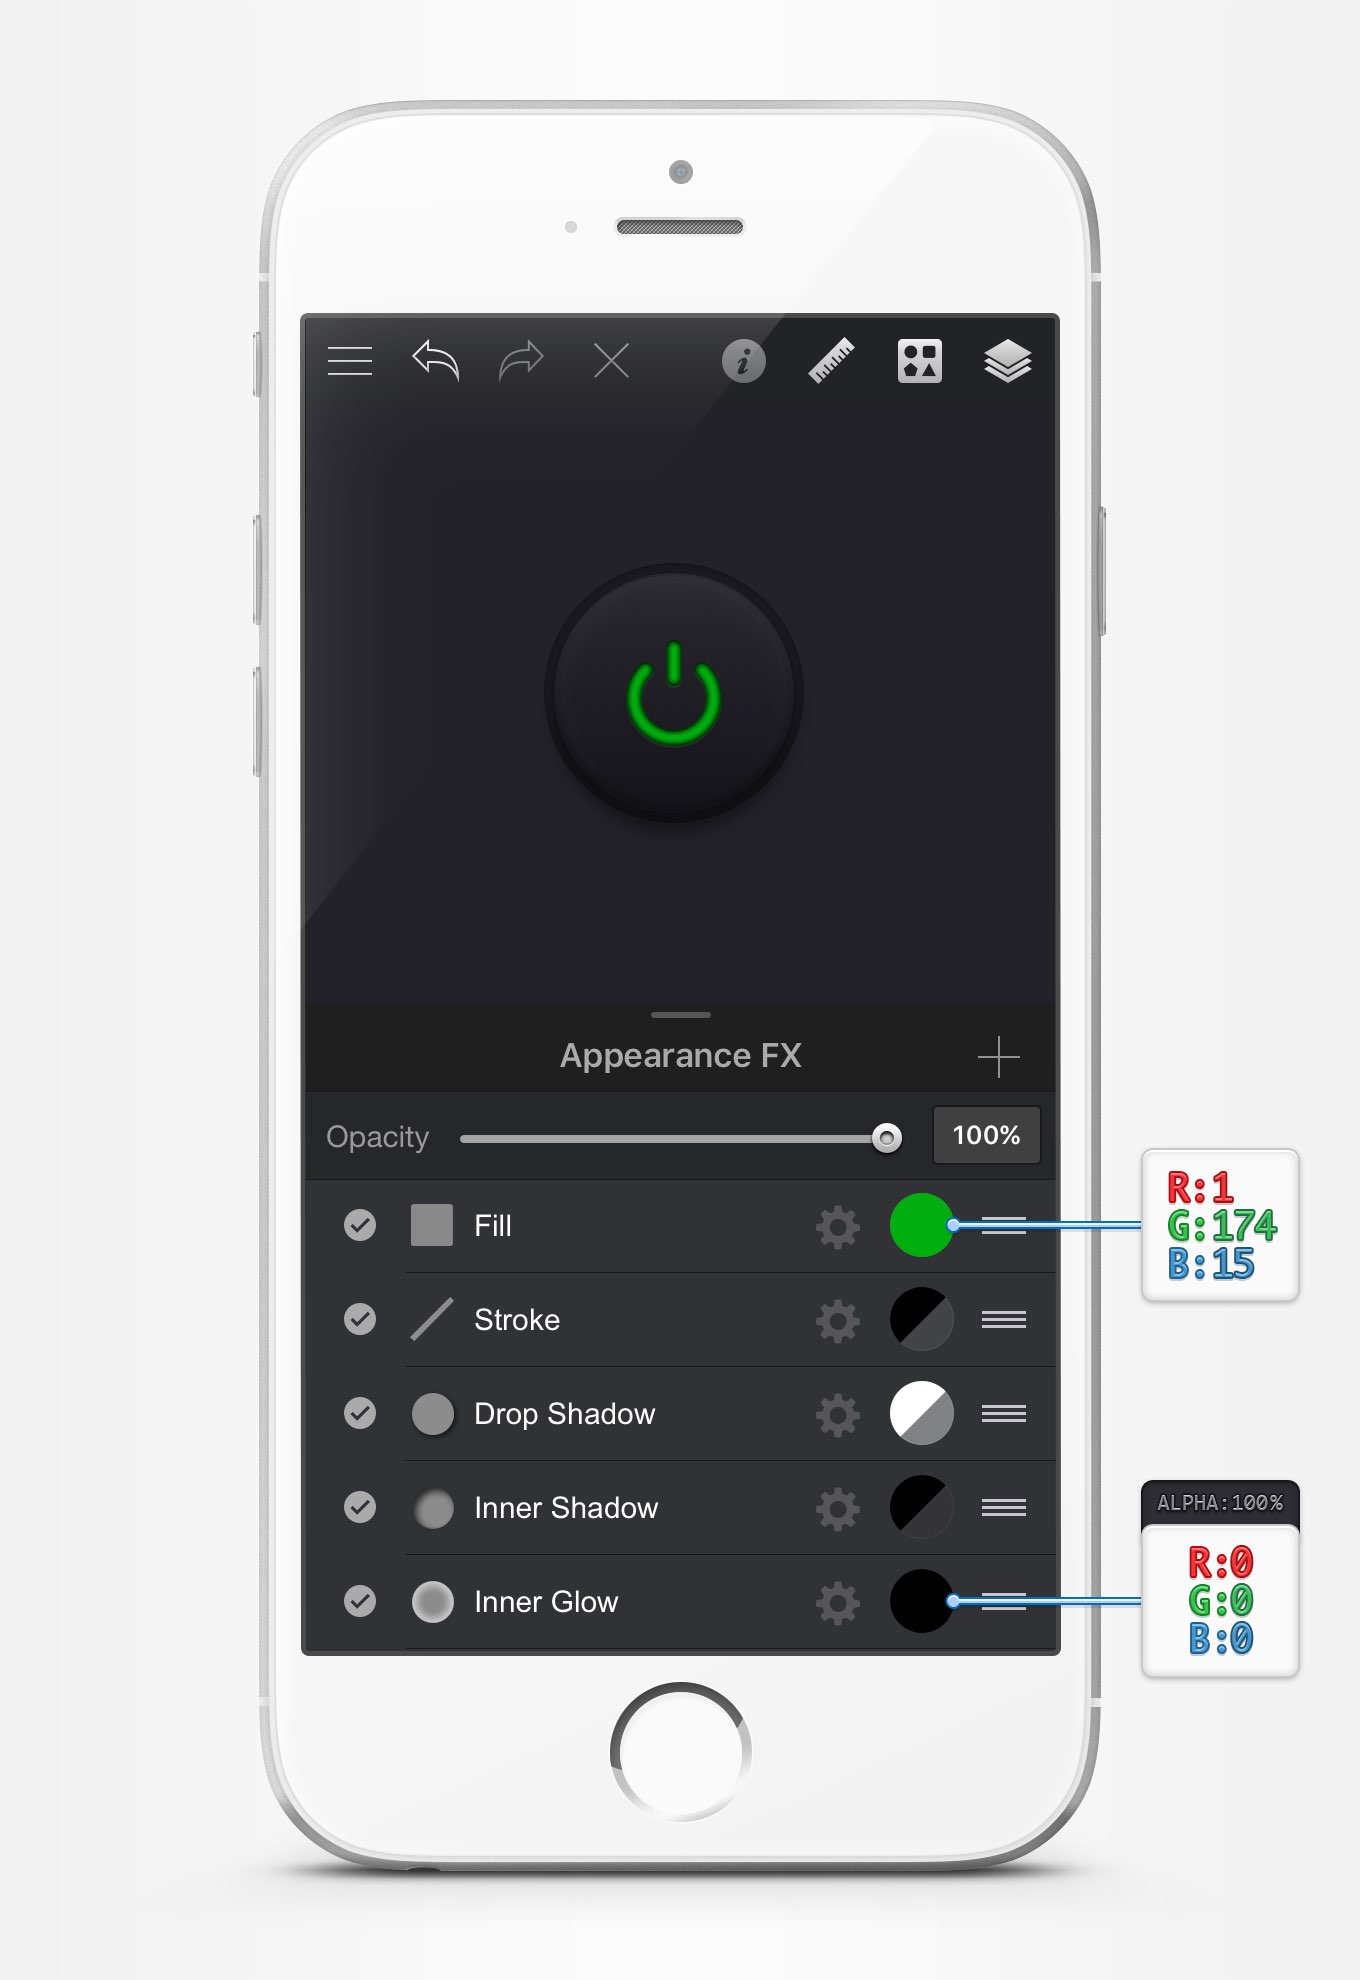 Appearance FX
Opacity
100%
Fill
R:1
G:174
B:15
Stroke
Drop Shadow
Inner Shadow
Inner Glow
ALPHA:100%
R:0
G:0
B:0